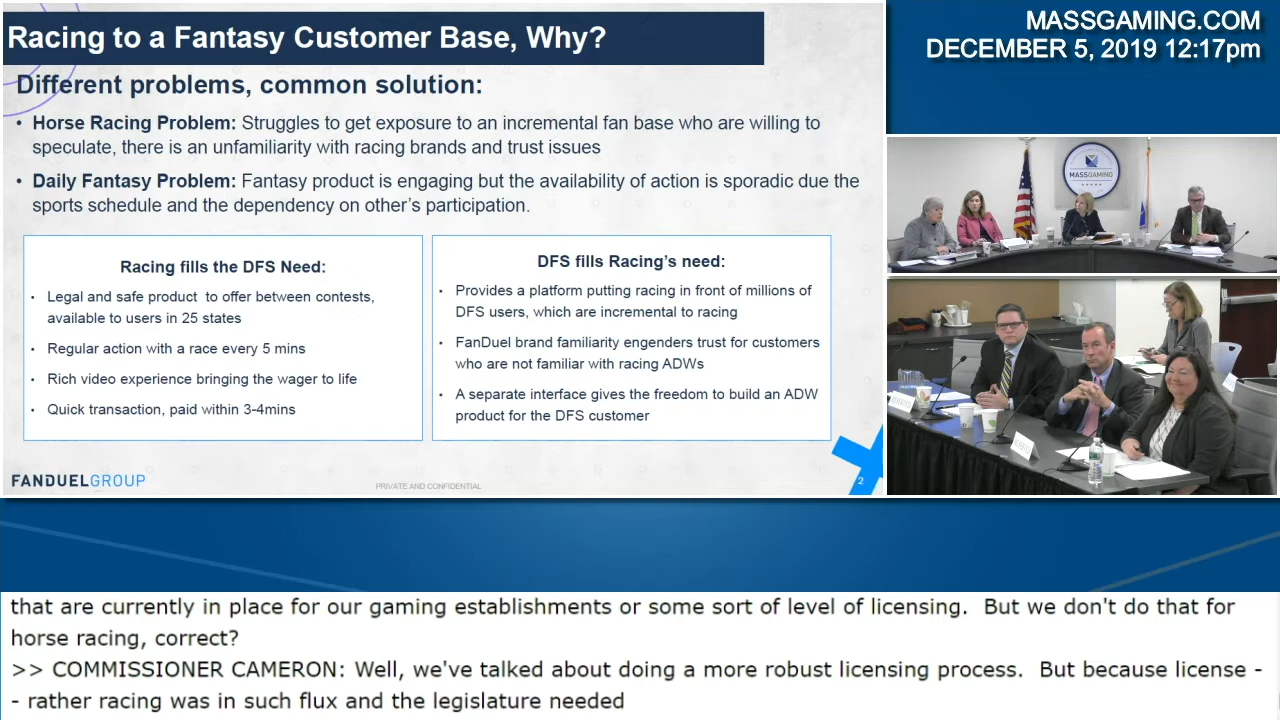 Racing to a Fantasy Customer Base, Why?
Different problems, common solution:
• Horse Racing Problem: Struggles to get exposure to an incremental fan base who are willing to
speculate, there is an unfamiliarity with racing brands and trust issues
• Daily Fantasy Problem: Fantasy product is engaging but the availability of action is sporadic due the
sports schedule and the dependency on other's participation.
Racing fills the DFS Need:
• Legal and safe product to offer between contests,
available to users in 25 states
• Regular action with a race every 5 mins
• Rich video experience bringing the wager to life
• Quick transaction, paid within 3-4mins
DFS fills Racing's need:
• Provides a platform putting racing in front of millions of
DFS users, which are incremental to racing
• FanDuel brand familiarity engenders trust for customers
who are not familiar with racing ADWs
• A separate interface gives the freedom to build an ADW
product for the DFS customer
FANDUELGROUP
PRIVATE AND CONFIDENTIAL
2
MASSGAMING.COM
DECEMBER 5, 2019 12:17pm
MASSGAMING
that are currently in place for our gaming establishments or some sort of level of licensing.  But we don't do that for
horse racing, correct?
>> COMMISSIONER CAMERON: Well, we've talked about doing a more robust licensing process.  But because license -
- rather racing was in such flux and the legislature needed